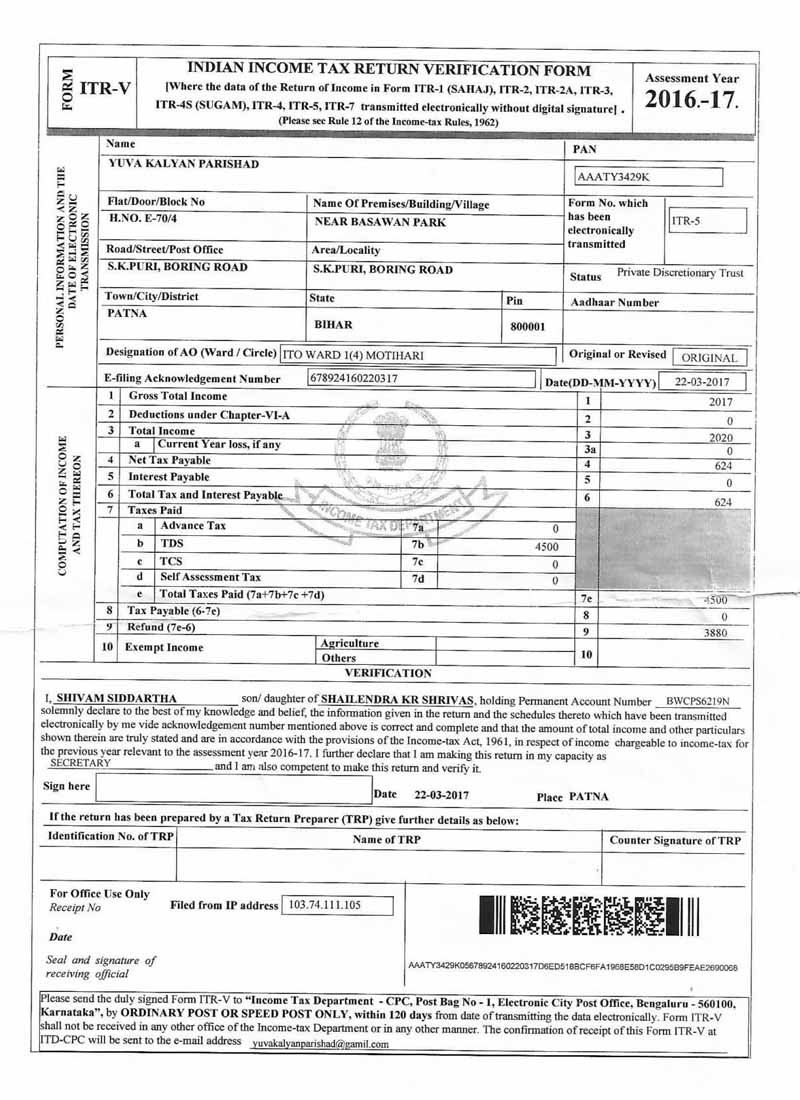 FORM ITR-V
INDIAN INCOME TAX RETURN VERIFICATION FORM
[Where the data of the Return of Income in Form ITR-1 (SAHAJ), ITR-2, ITR-2A, ITR-3,
ITR-4S (SUGAM), ITR-4, ITR-5, ITR-7 transmitted electronically without digital signature] .
(Please see Rule 12 of the Income-tax Rules, 1962)
Assessment Year
2016.-17.
PERSONAL INFORMATION AND THE
DATE OF ELECTRONIC
TRANSMISSION
Name
YUVA KALYAN PARISHAD
PAN
AAATY3429K
Flat/Door/Block No
H.NO. E-70/4
Name Of Premises/Building/Village
NEAR BASAWAN PARK
Form No. which
has been
electronically
transmitted
ITR-5
Road/Street/Post Office
S.K.PURI, BORING ROAD
Area/Locality
S.K.PURI, BORING ROAD
Status Private Discretionary Trust
Town/City/District
PATNA
State
BIHAR
Pin
800001
Aadhaar Number
Designation of AO (Ward / Circle) ITO WARD 1(4) MOTIHARI
Original or Revised ORIGINAL
E-filing Acknowledgement Number 678924160220317
Date(DD-MM-YYYY) 22-03-2017
COMPUTATION OF INCOME
AND TAX THEREON
1 Gross Total Income 1 2017
2 Deductions under Chapter-VI-A 2 0
3 Total Income 3 2020
a Current Year loss, if any 3a 0
4 Net Tax Payable 4 624
5 Interest Payable 5 0
6 Total Tax and Interest Payable 6 624
7 Taxes Paid
a Advance Tax 7a 0
b TDS 7b 4500
c TCS 7c 0
d Self Assessment Tax 7d 0
e Total Taxes Paid (7a+7b+7c +7d) 7e 4500
8 Tax Payable (6-7e) 8 0
9 Refund (7e-6) 9 3880
10 Exempt Income Agriculture 10
Others
INCOME TAX DEPARTMENT
VERIFICATION
I, SHIVAM SIDDARTHA son/ daughter of SHAILENDRA KR SHRIVAS, holding Permanent Account Number BWCPS6219N
solemnly declare to the best of my knowledge and belief, the information given in the return and the schedules thereto which have been transmitted
electronically by me vide acknowledgement number mentioned above is correct and complete and that the amount of total income and other particulars
shown therein are truly stated and are in accordance with the provisions of the Income-tax Act, 1961, in respect of income chargeable to income-tax for
the previous year relevant to the assessment year 2016-17. I further declare that I am making this return in my capacity as
SECRETARY and I am also competent to make this return and verify it.
Sign here
Date 22-03-2017 Place PATNA
If the return has been prepared by a Tax Return Preparer (TRP) give further details as below:
Identification No. of TRP Name of TRP Counter Signature of TRP
For Office Use Only
Receipt No
Filed from IP address 103.74.111.105
Date
Seal and signature of
receiving official
AAATY3429K05678924160220317D6ED518BCF6FA1968E58D1C0295B9FEAE2690068
Please send the duly signed Form ITR-V to “Income Tax Department - CPC, Post Bag No - 1, Electronic City Post Office, Bengaluru - 560100,
Karnataka”, by ORDINARY POST OR SPEED POST ONLY, within 120 days from date of transmitting the data electronically. Form ITR-V
shall not be received in any other office of the Income-tax Department or in any other manner. The confirmation of receipt of this Form ITR-V at
ITD-CPC will be sent to the e-mail address yuvakalyanparishad@gamil.com